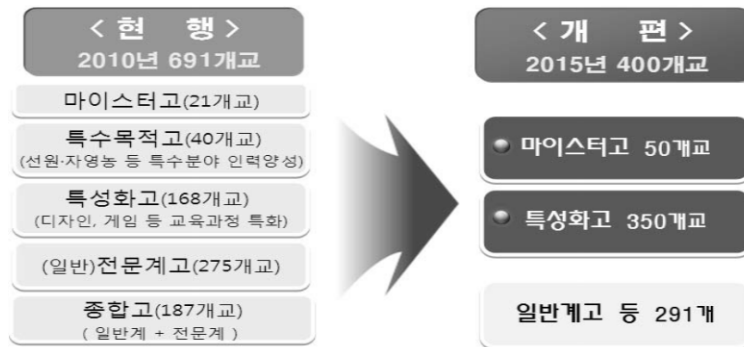 < 현 행 >
2010년 691개교
마이스터고(21개교)
특수목적고(40개교)
(선원·자영농 등 특수분야 인력양성)
특성화고(168개교)
(디자인, 게임 등 교육과정 특화)
(일반)전문계고(275개교)
종합고(187개교)
( 일반계 + 전문계 )
< 개 편 >
2015년 400개교
마이스터고 50개교
특성화고 350개교
일반계고 등 291개